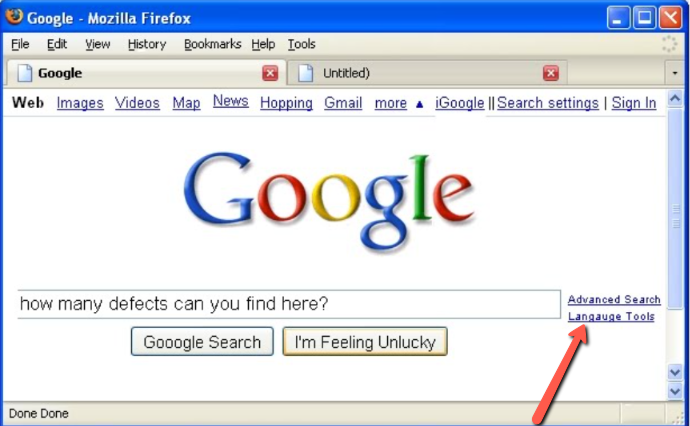 Google - Mozilla Firefox
File Edit View History Bookmarks Help Tools
Google Untitled)
Web Images Videos Map News Hopping Gmail more ▲ iGoogle || Search settings | Sign In
Google
how many defects can you find here?
Advanced Search
Langauge Tools
Gooogle Search I'm Feeling Unlucky
Done Done